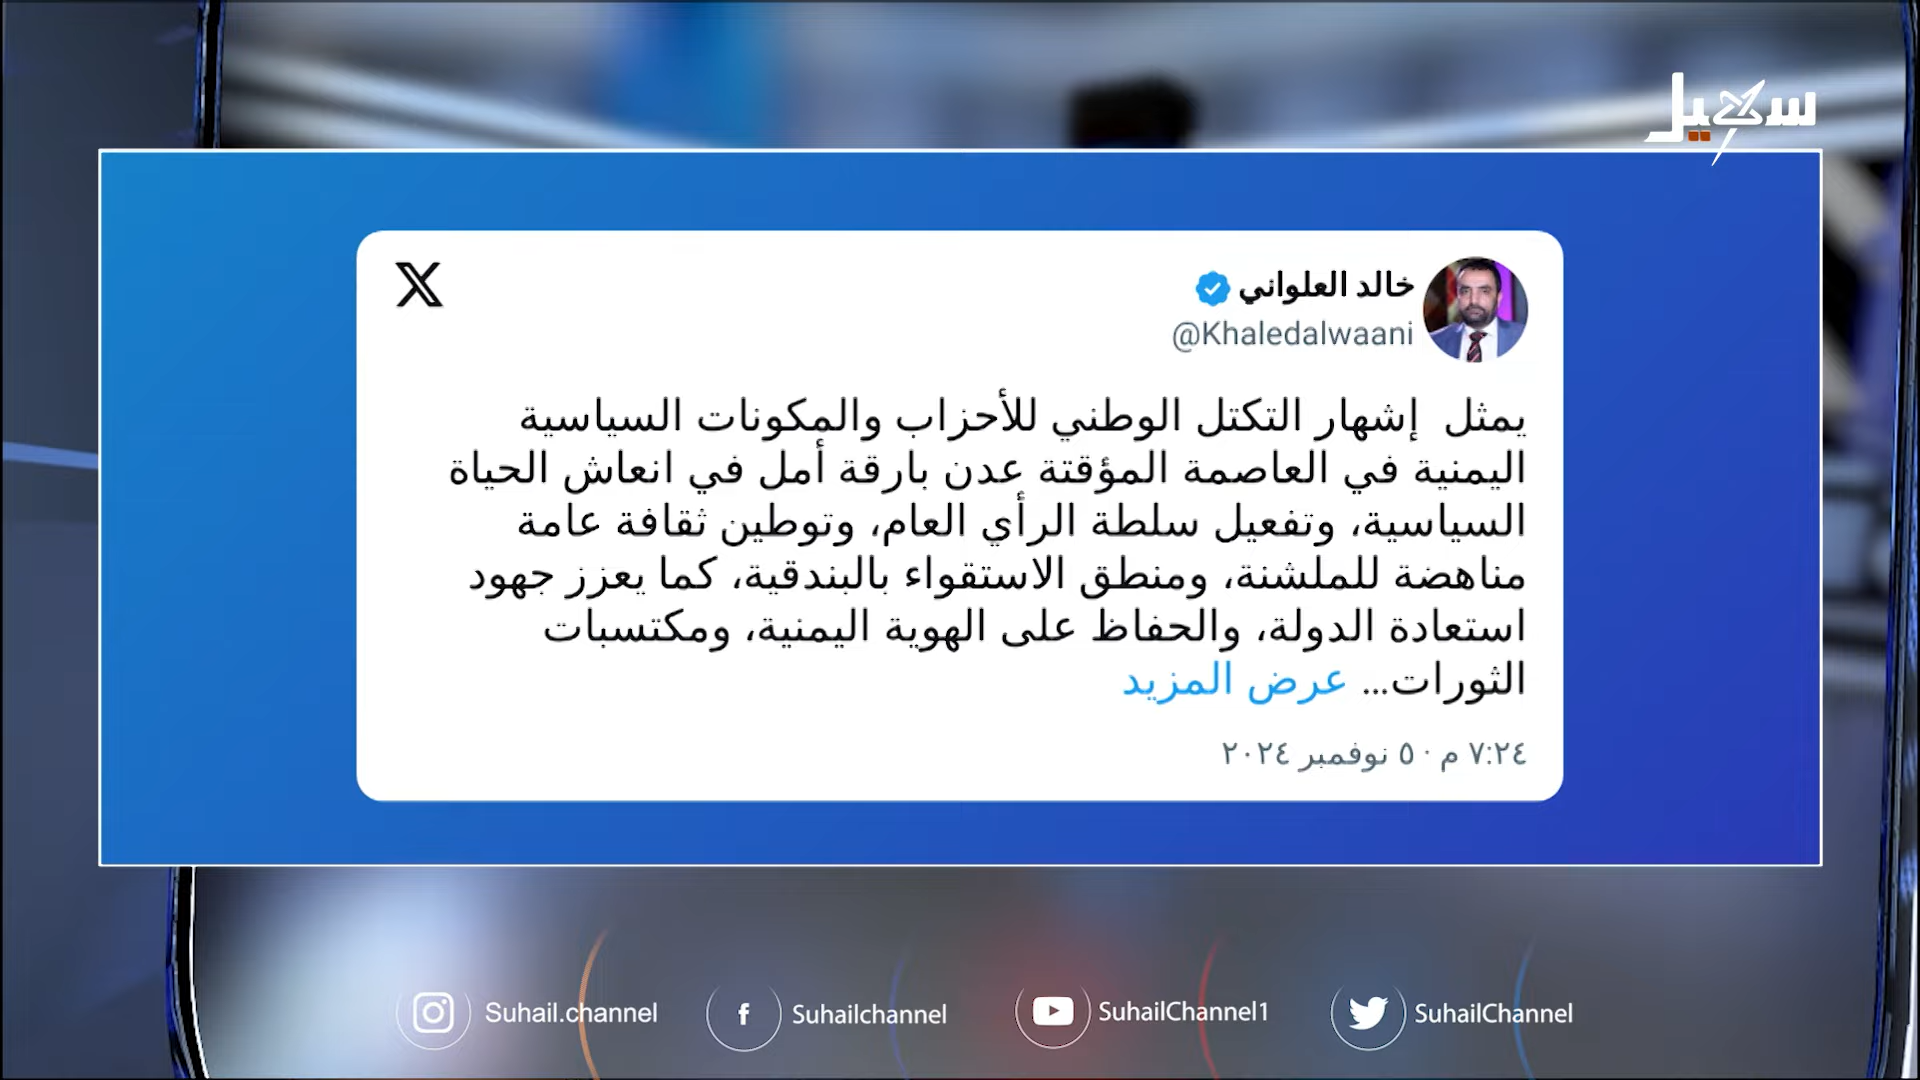 سهيل
خالد العلواني
@Khaledalwaani
يمثل إشهار التكتل الوطني للأحزاب والمكونات السياسية
اليمنية في العاصمة المؤقتة عدن بارقة أمل في انعاش الحياة
السياسية، وتفعيل سلطة الرأي العام، وتوطين ثقافة عامة
مناهضة للملشنة، ومنطق الاستقواء بالبندقية، كما يعزز جهود
استعادة الدولة، والحفاظ على الهوية اليمنية، ومكتسبات
الثورات... عرض المزيد
٧:٢٤ م · ٥ نوفمبر ٢٠٢٤
Suhail.channel
Suhailchannel
SuhailChannel1
SuhailChannel